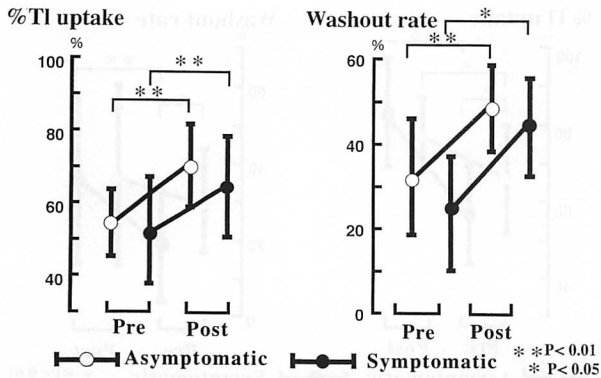 %Tl uptake
Washout rate
%
100
80
60
40
* *
* *
Pre
Post
%
60
40
20
0
* *
*
Pre
Post
Asymptomatic
Symptomatic
* * P< 0.01
* P< 0.05